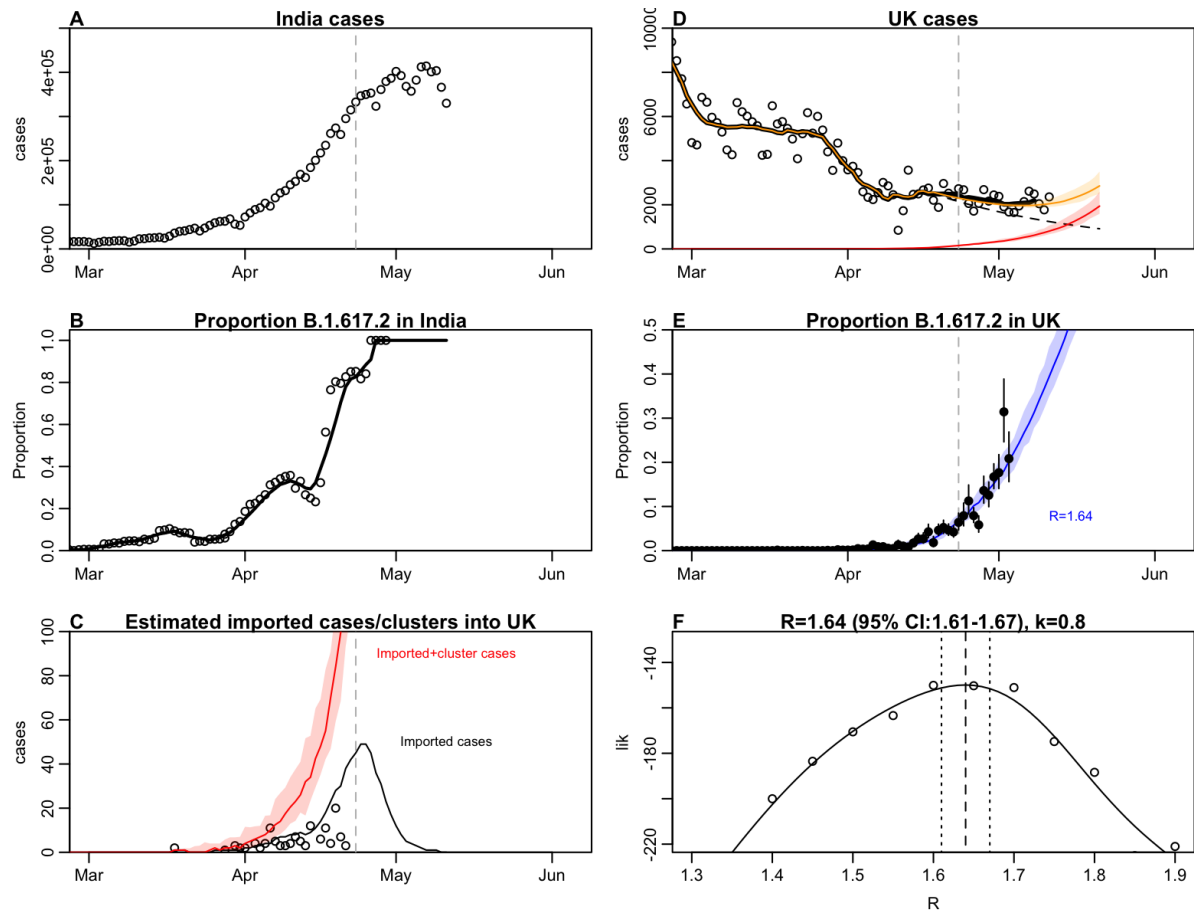 A India cases
cases
0e+00 2e+05 4e+05
Mar Apr May Jun
B Proportion B.1.617.2 in India
Proportion
0.0 0.2 0.4 0.6 0.8 1.0
Mar Apr May Jun
C Estimated imported cases/clusters into UK
cases
0 20 40 60 80 100
Imported+cluster cases
Imported cases
Mar Apr May Jun
D UK cases
cases
0 2000 6000 10000
Mar Apr May Jun
E Proportion B.1.617.2 in UK
Proportion
0.0 0.1 0.2 0.3 0.4 0.5
R=1.64
Mar Apr May Jun
F R=1.64 (95% CI:1.61-1.67), k=0.8
lik
-220 -180 -140
1.3 1.4 1.5 1.6 1.7 1.8 1.9
R